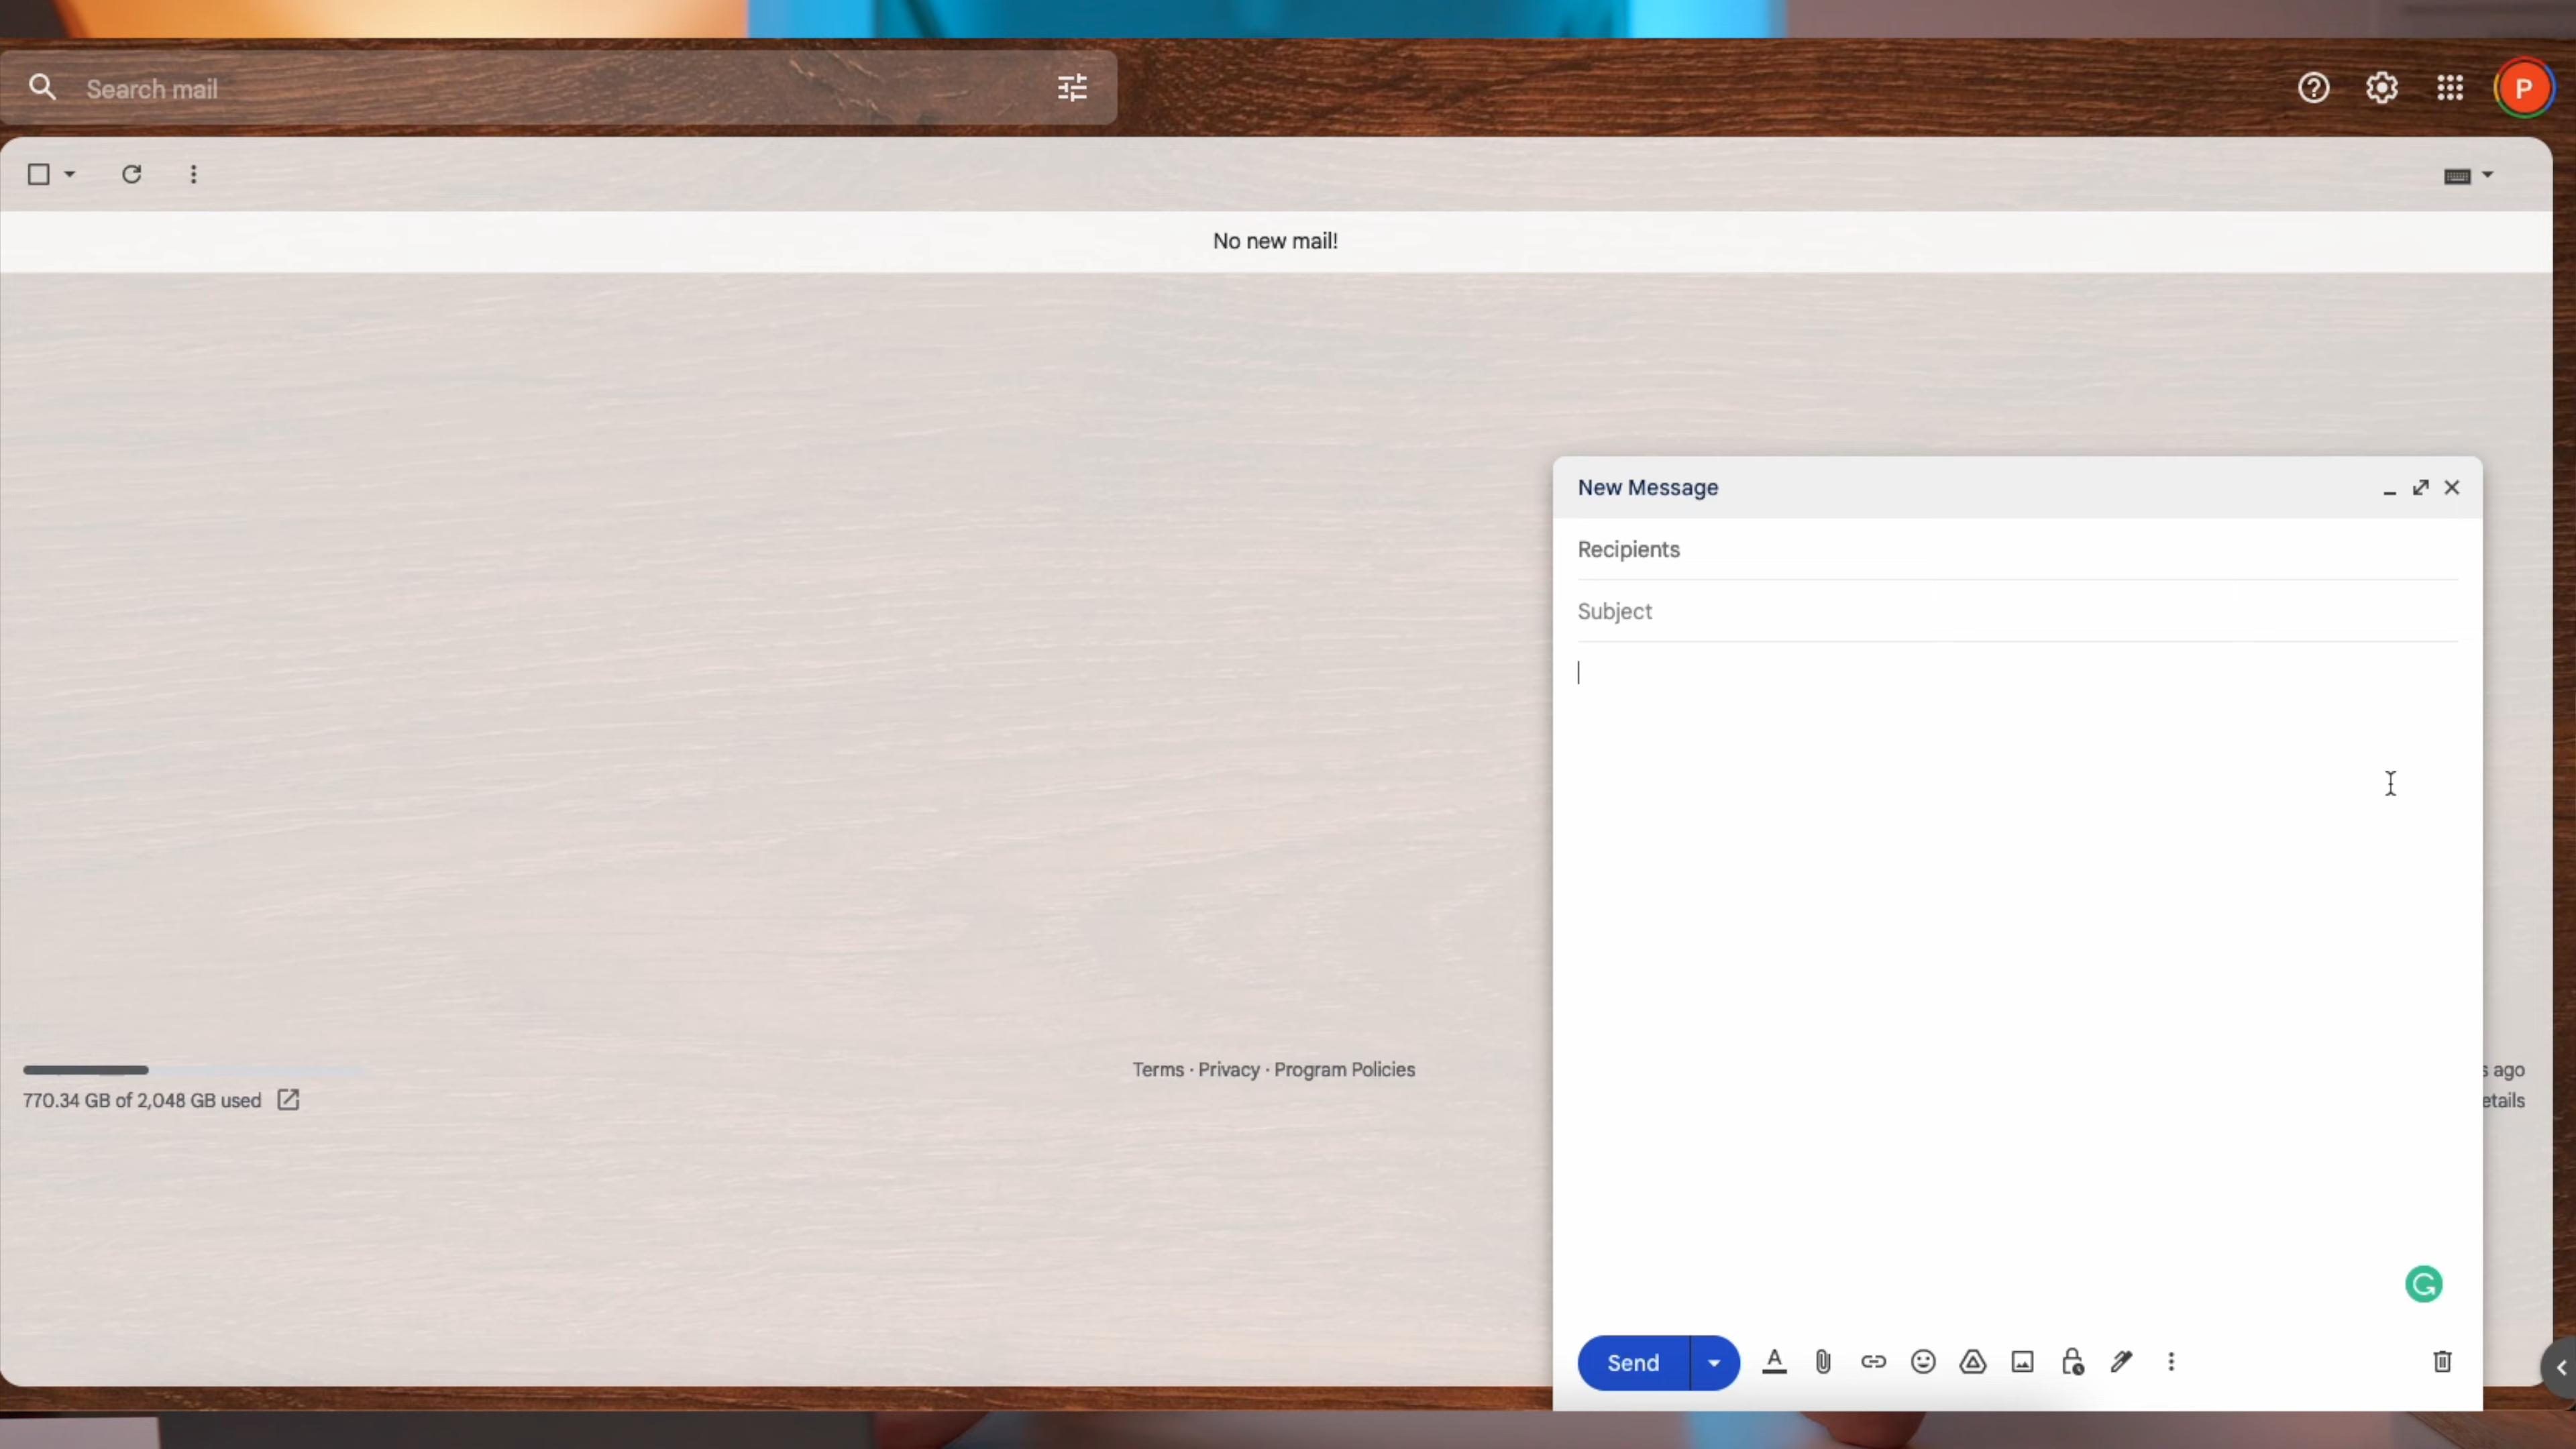 Search mail
P
No new mail!
New Message
Recipients
Subject
Terms · Privacy · Program Policies
s ago
770.34 GB of 2,048 GB used
etails
Send